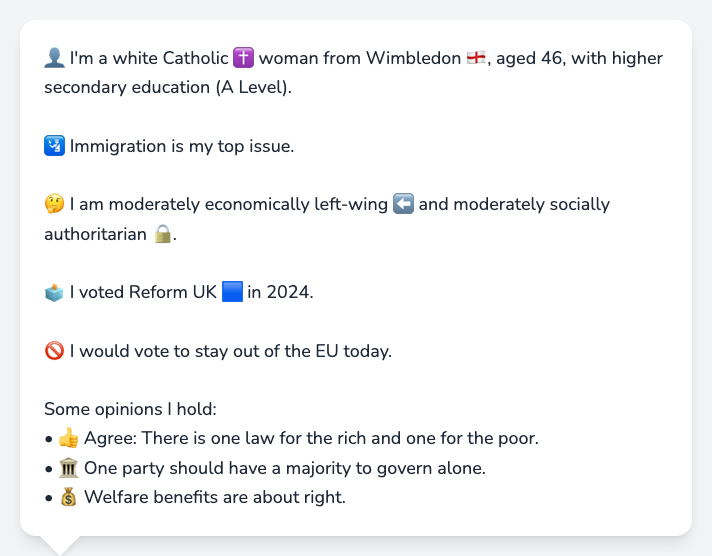 👤 I'm a white Catholic ✝️ woman from Wimbledon 🏴󠁧󠁢󠁥󠁮󠁧󠁿, aged 46, with higher
secondary education (A Level).
🛂 Immigration is my top issue.
🤔 I am moderately economically left-wing ⬅️ and moderately socially
authoritarian 🔒.
🗳️ I voted Reform UK 🟦 in 2024.
🚫 I would vote to stay out of the EU today.
Some opinions I hold:
• 👍 Agree: There is one law for the rich and one for the poor.
• 🏛️ One party should have a majority to govern alone.
• 💰 Welfare benefits are about right.